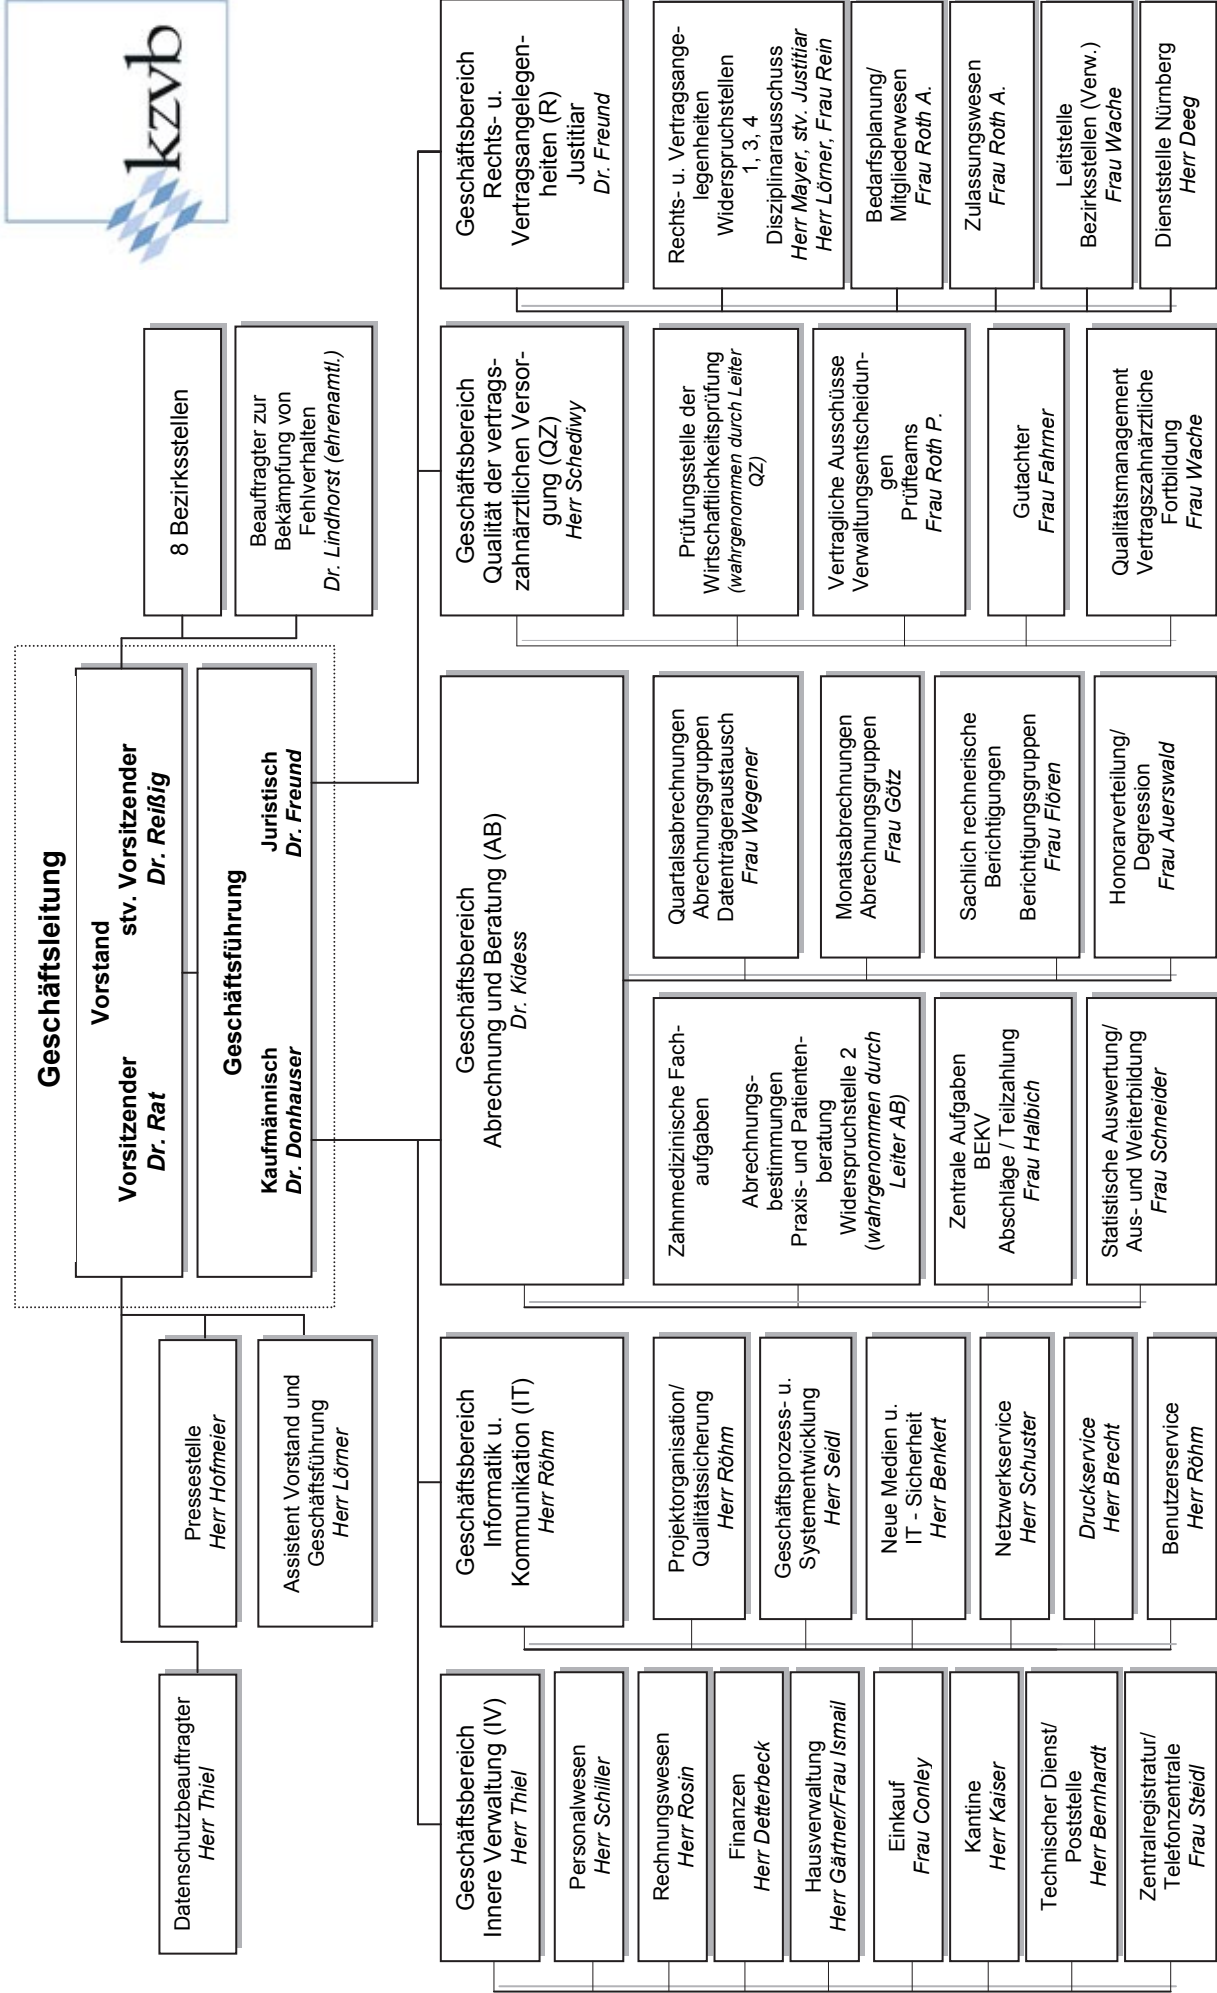 kzvb
Geschäftsleitung
Vorstand
Vorsitzender
Dr. Rat
stv. Vorsitzender
Dr. Reißig
Geschäftsführung
Kaufmännisch
Dr. Donhauser
Juristisch
Dr. Freund
Datenschutzbeauftragter
Herr Thiel
Pressestelle
Herr Hofmeier
Assistent Vorstand und
Geschäftsführung
Herr Lörner
8 Bezirksstellen
Beauftragter zur
Bekämpfung von
Fehlverhalten
Dr. Lindhorst (ehrenamtl.)
Geschäftsbereich
Innere Verwaltung (IV)
Herr Thiel
Personalwesen
Herr Schiller
Rechnungswesen
Herr Rosin
Finanzen
Herr Detterbeck
Hausverwaltung
Herr Gärtner/Frau Ismail
Einkauf
Frau Conley
Kantine
Herr Kaiser
Technischer Dienst/
Poststelle
Herr Bernhardt
Zentralregistratur/
Telefonzentrale
Frau Steidl
Geschäftsbereich
Informatik u.
Kommunikation (IT)
Herr Röhm
Projektorganisation/
Qualitätssicherung
Herr Röhm
Geschäftsprozess- u.
Systementwicklung
Herr Seidl
Neue Medien u.
IT - Sicherheit
Herr Benkert
Netzwerkservice
Herr Schuster
Druckservice
Herr Brecht
Benutzerservice
Herr Röhm
Geschäftsbereich
Abrechnung und Beratung (AB)
Dr. Kidess
Zahnmedizinische Fach-
aufgaben
Abrechnungs-
bestimmungen
Praxis- und Patienten-
beratung
Widerspruchstelle 2
(wahrgenommen durch
Leiter AB)
Zentrale Aufgaben
BEKV
Abschläge / Teilzahlung
Frau Halbich
Statistische Auswertung/
Aus- und Weiterbildung
Frau Schneider
Quartalsabrechnungen
Abrechnungsgruppen
Datenträgeraustausch
Frau Wegener
Monatsabrechnungen
Abrechnungsgruppen
Frau Götz
Sachlich rechnerische
Berichtigungen
Berichtigungsgruppen
Frau Flören
Honorarverteilung/
Degression
Frau Auerswald
Geschäftsbereich
Qualität der vertrags-
zahnärztlichen Versor-
gung (QZ)
Herr Schediwy
Prüfungsstelle der
Wirtschaftlichkeitsprüfung
(wahrgenommen durch Leiter
QZ)
Vertragliche Ausschüsse
Verwaltungsentscheidun-
gen
Prüfteams
Frau Roth P.
Gutachter
Frau Fahrner
Qualitätsmanagement
Vertragszahnärztliche
Fortbildung
Frau Wache
Geschäftsbereich
Rechts- u.
Vertragsangelegen-
heiten (R)
Justitiar
Dr. Freund
Rechts- u. Vertragsange-
legenheiten
Widerspruchstellen
1, 3, 4
Disziplinarausschuss
Herr Mayer, stv. Justitiar
Herr Lörner, Frau Rein
Bedarfsplanung/
Mitgliederwesen
Frau Roth A.
Zulassungswesen
Frau Roth A.
Leitstelle
Bezirksstellen (Verw.)
Frau Wache
Dienststelle Nürnberg
Herr Deeg